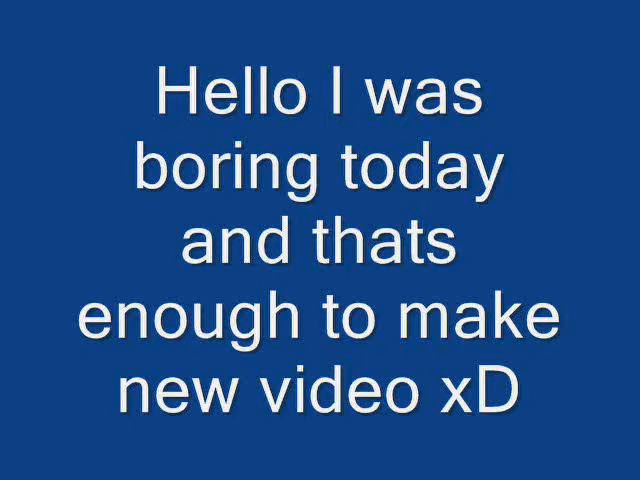 Hello I was
boring today
and thats
enough to make
new video xD